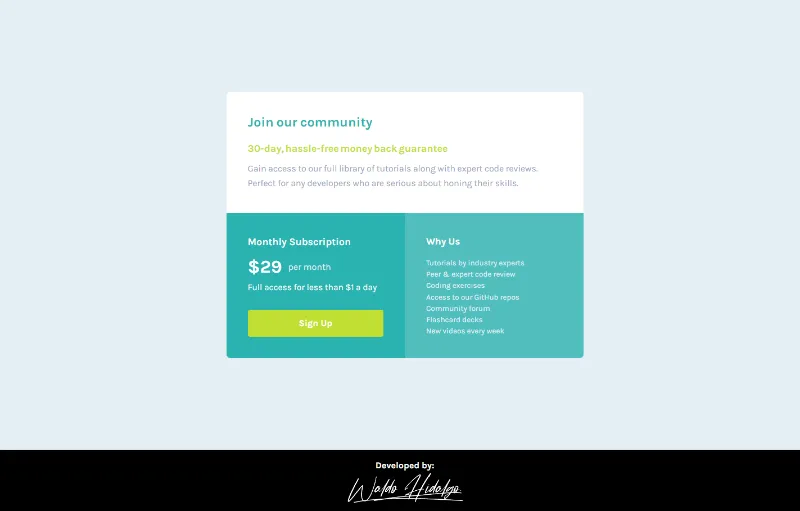 Join our community
30-day, hassle-free money back guarantee
Gain access to our full library of tutorials along with expert code reviews.
Perfect for any developers who are serious about honing their skills.
Monthly Subscription
$29 per month
Full access for less than $1 a day
Sign Up
Why Us
Tutorials by industry experts
Peer & expert code review
Coding exercises
Access to our GitHub repos
Community forum
Flashcard decks
New videos every week
Developed by:
Waldo Hidalgo